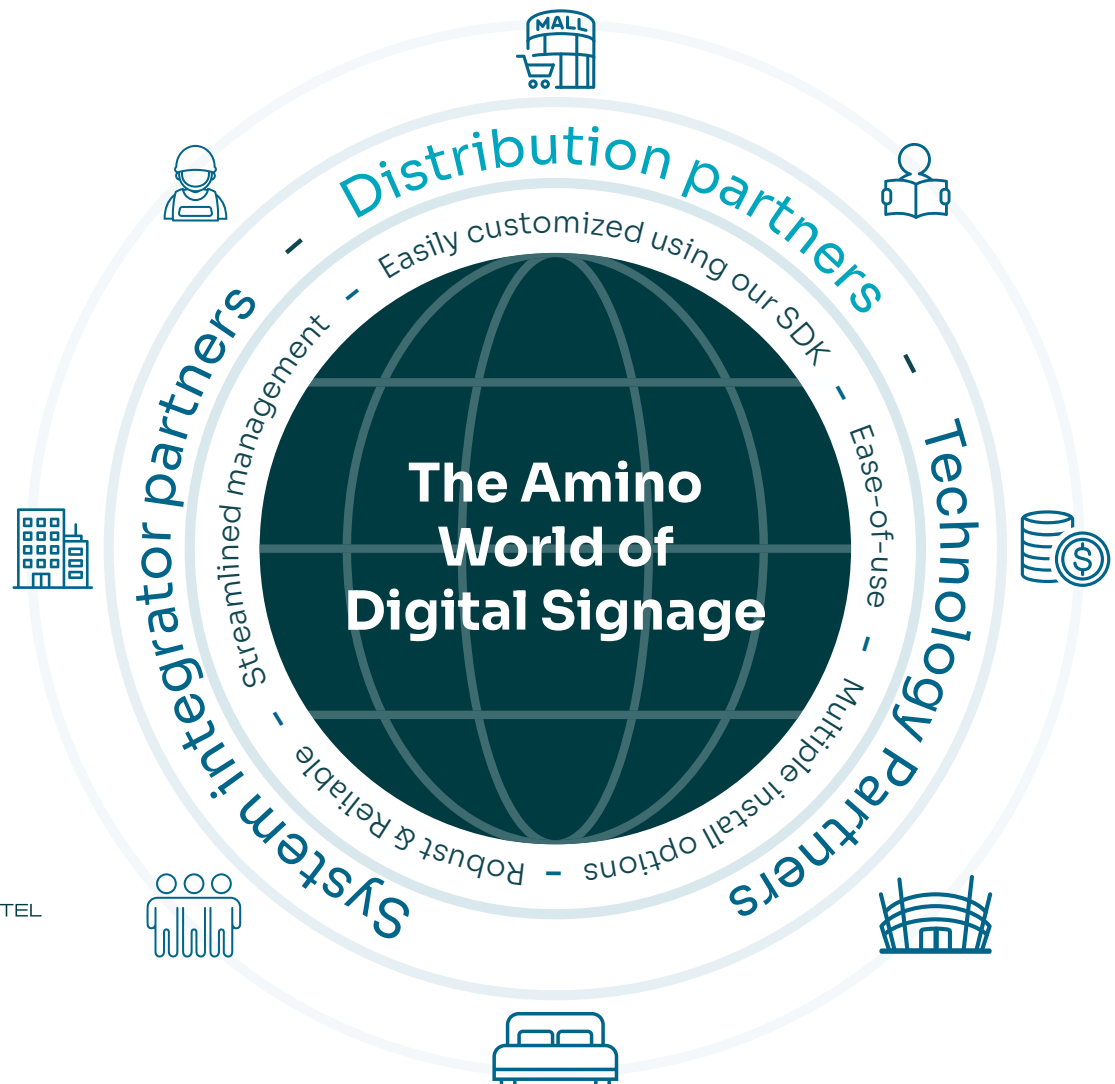 MALL
Distribution partners
-
Technology Partners
System integrator partners
-
Easily customized using our SDK
-
Ease-of-use
-
Multiple install options
-
Robust & Reliable
-
Streamlined management
-
The Amino
World of
Digital Signage
$
TEL